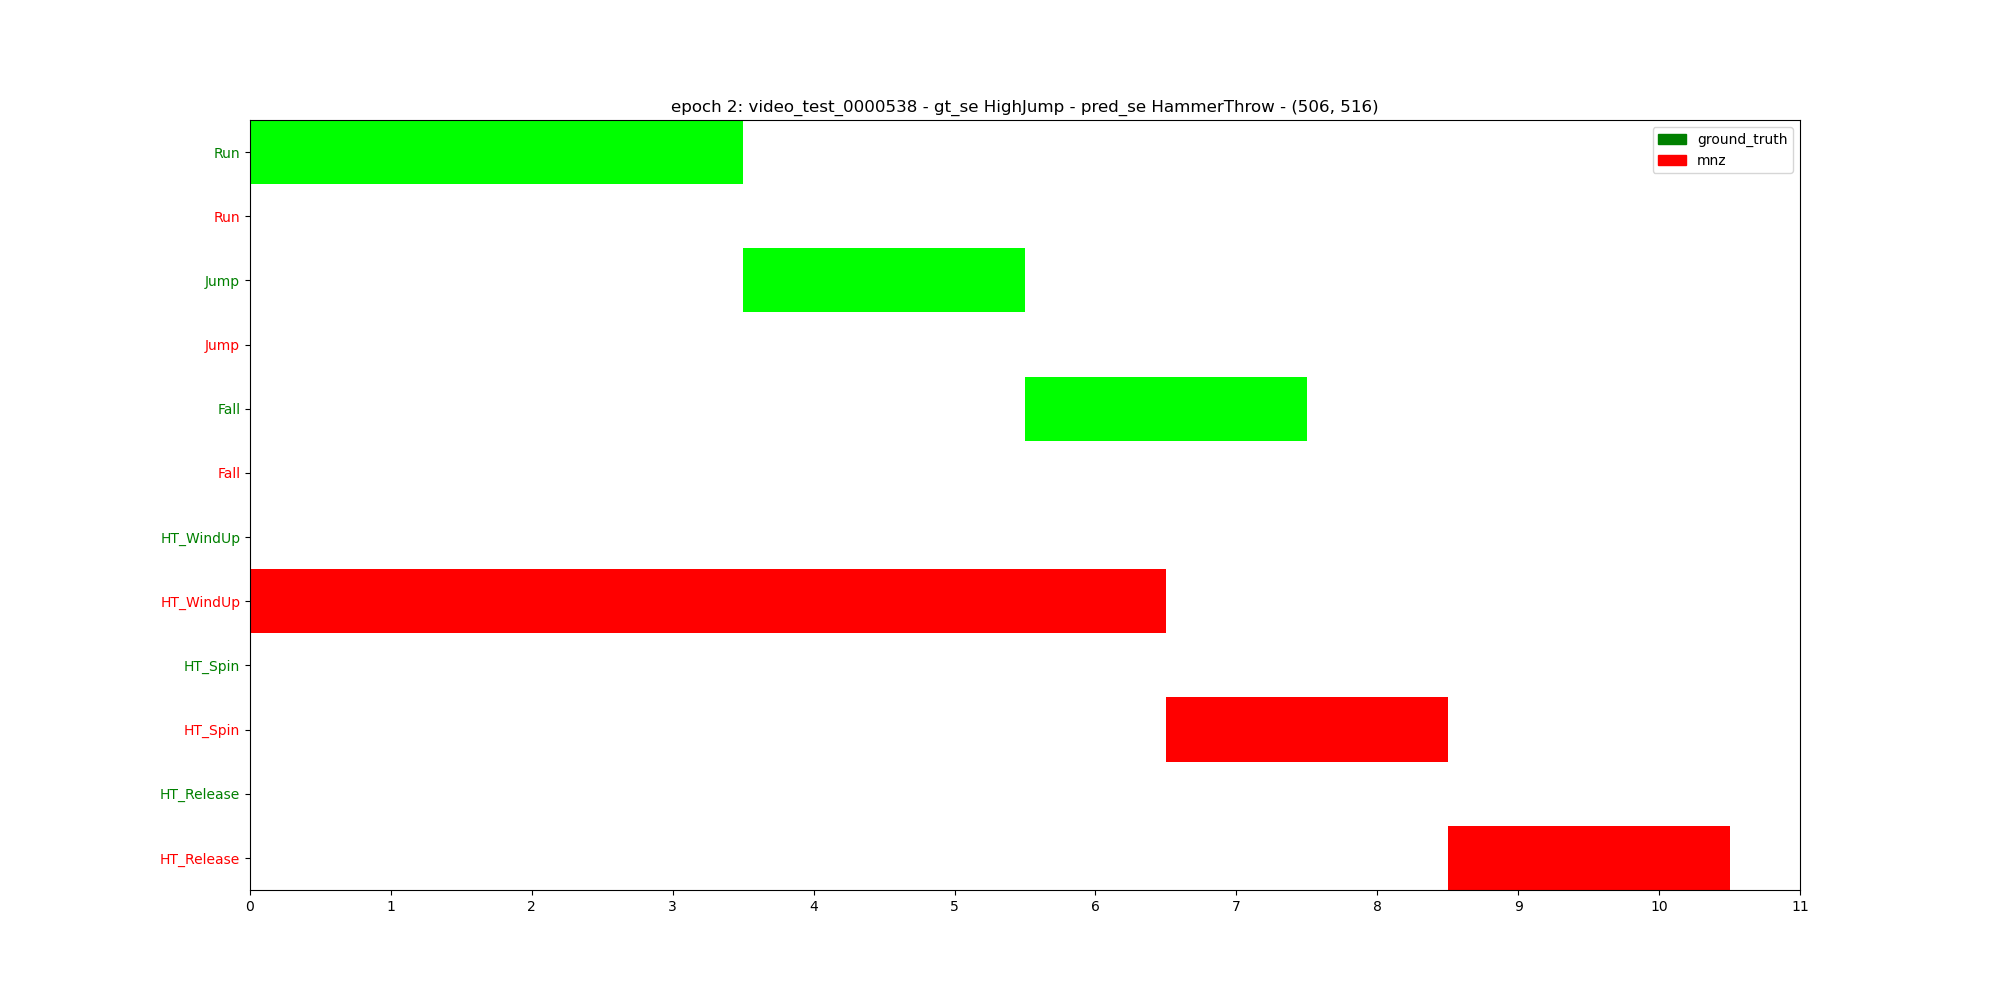 epoch 2: video_test_0000538 - gt_se HighJump - pred_se HammerThrow - (506, 516)
ground_truth
mnz
Run
Run
Jump
Jump
Fall
Fall
HT_WindUp
HT_WindUp
HT_Spin
HT_Spin
HT_Release
HT_Release
0 1 2 3 4 5 6 7 8 9 10 11